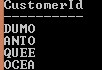 CustomerId
----------
DUMO
ANTO
QUEE
OCEA